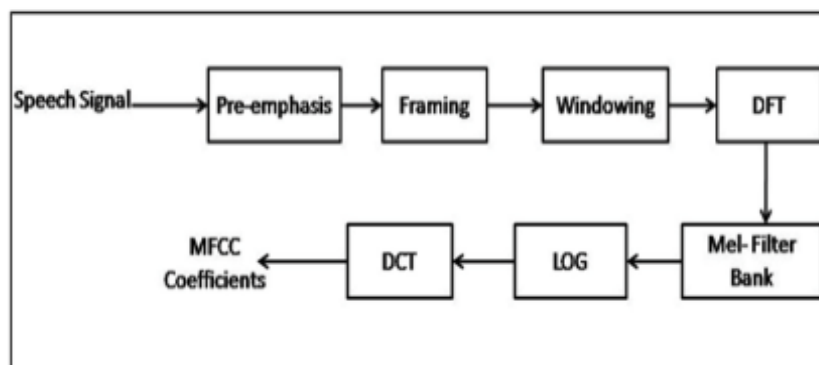 Speech Signal
Pre-emphasis
Framing
Windowing
DFT
Mel- Filter
Bank
LOG
DCT
MFCC
Coefficients